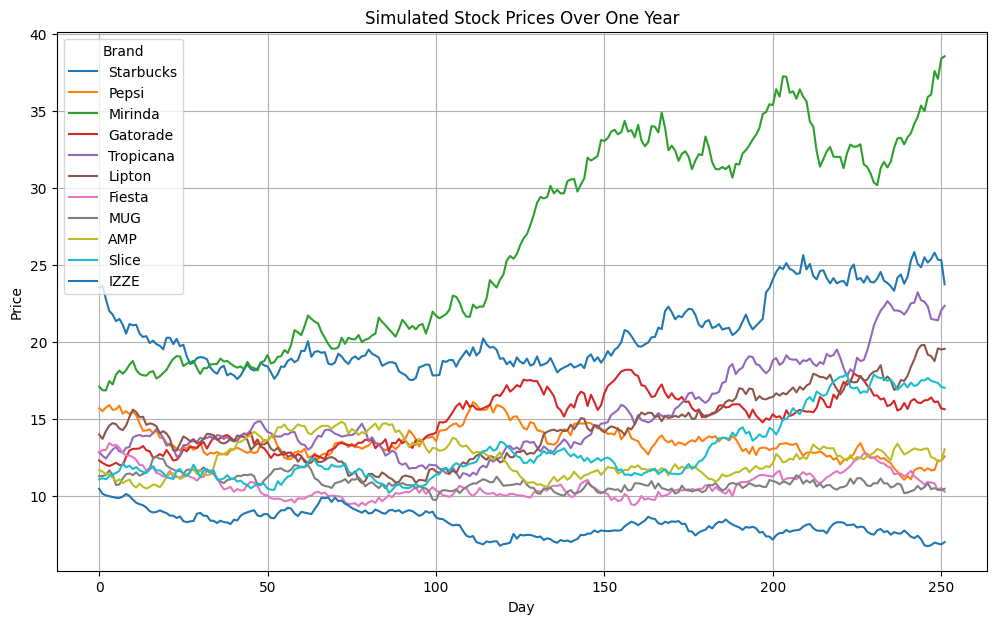 Simulated Stock Prices Over One Year
40
35
30
25
20
15
10
Price
Brand
Starbucks
Pepsi
Mirinda
Gatorade
Tropicana
Lipton
Fiesta
MUG
AMP
Slice
IZZE
0 50 100 150 200 250
Day